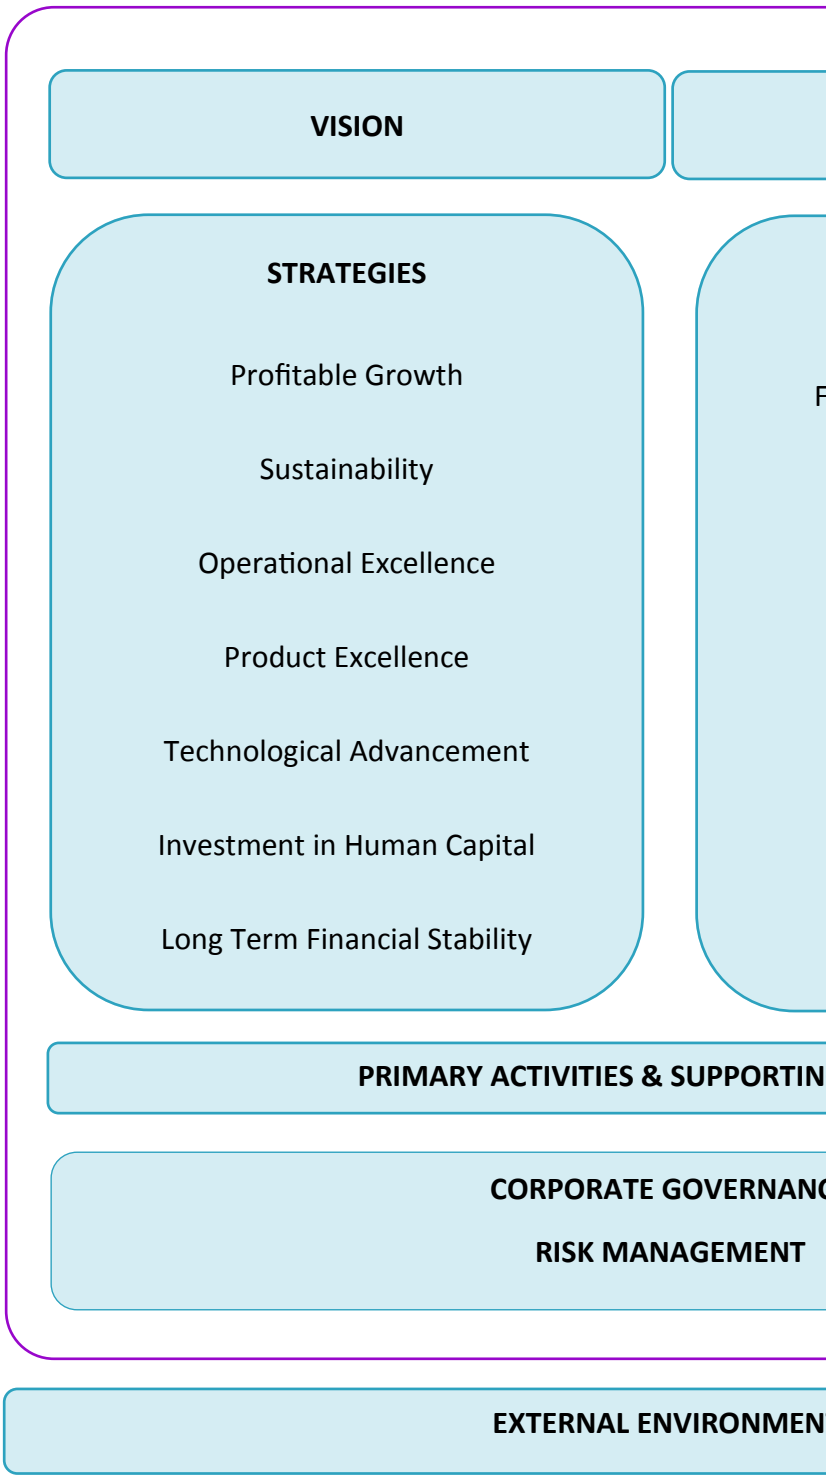 VISION
STRATEGIES
Profitable Growth
F
Sustainability
Operational Excellence
Product Excellence
Technological Advancement
Investment in Human Capital
Long Term Financial Stability
PRIMARY ACTIVITIES & SUPPORTIN
CORPORATE GOVERNANC
RISK MANAGEMENT
EXTERNAL ENVIRONMEN